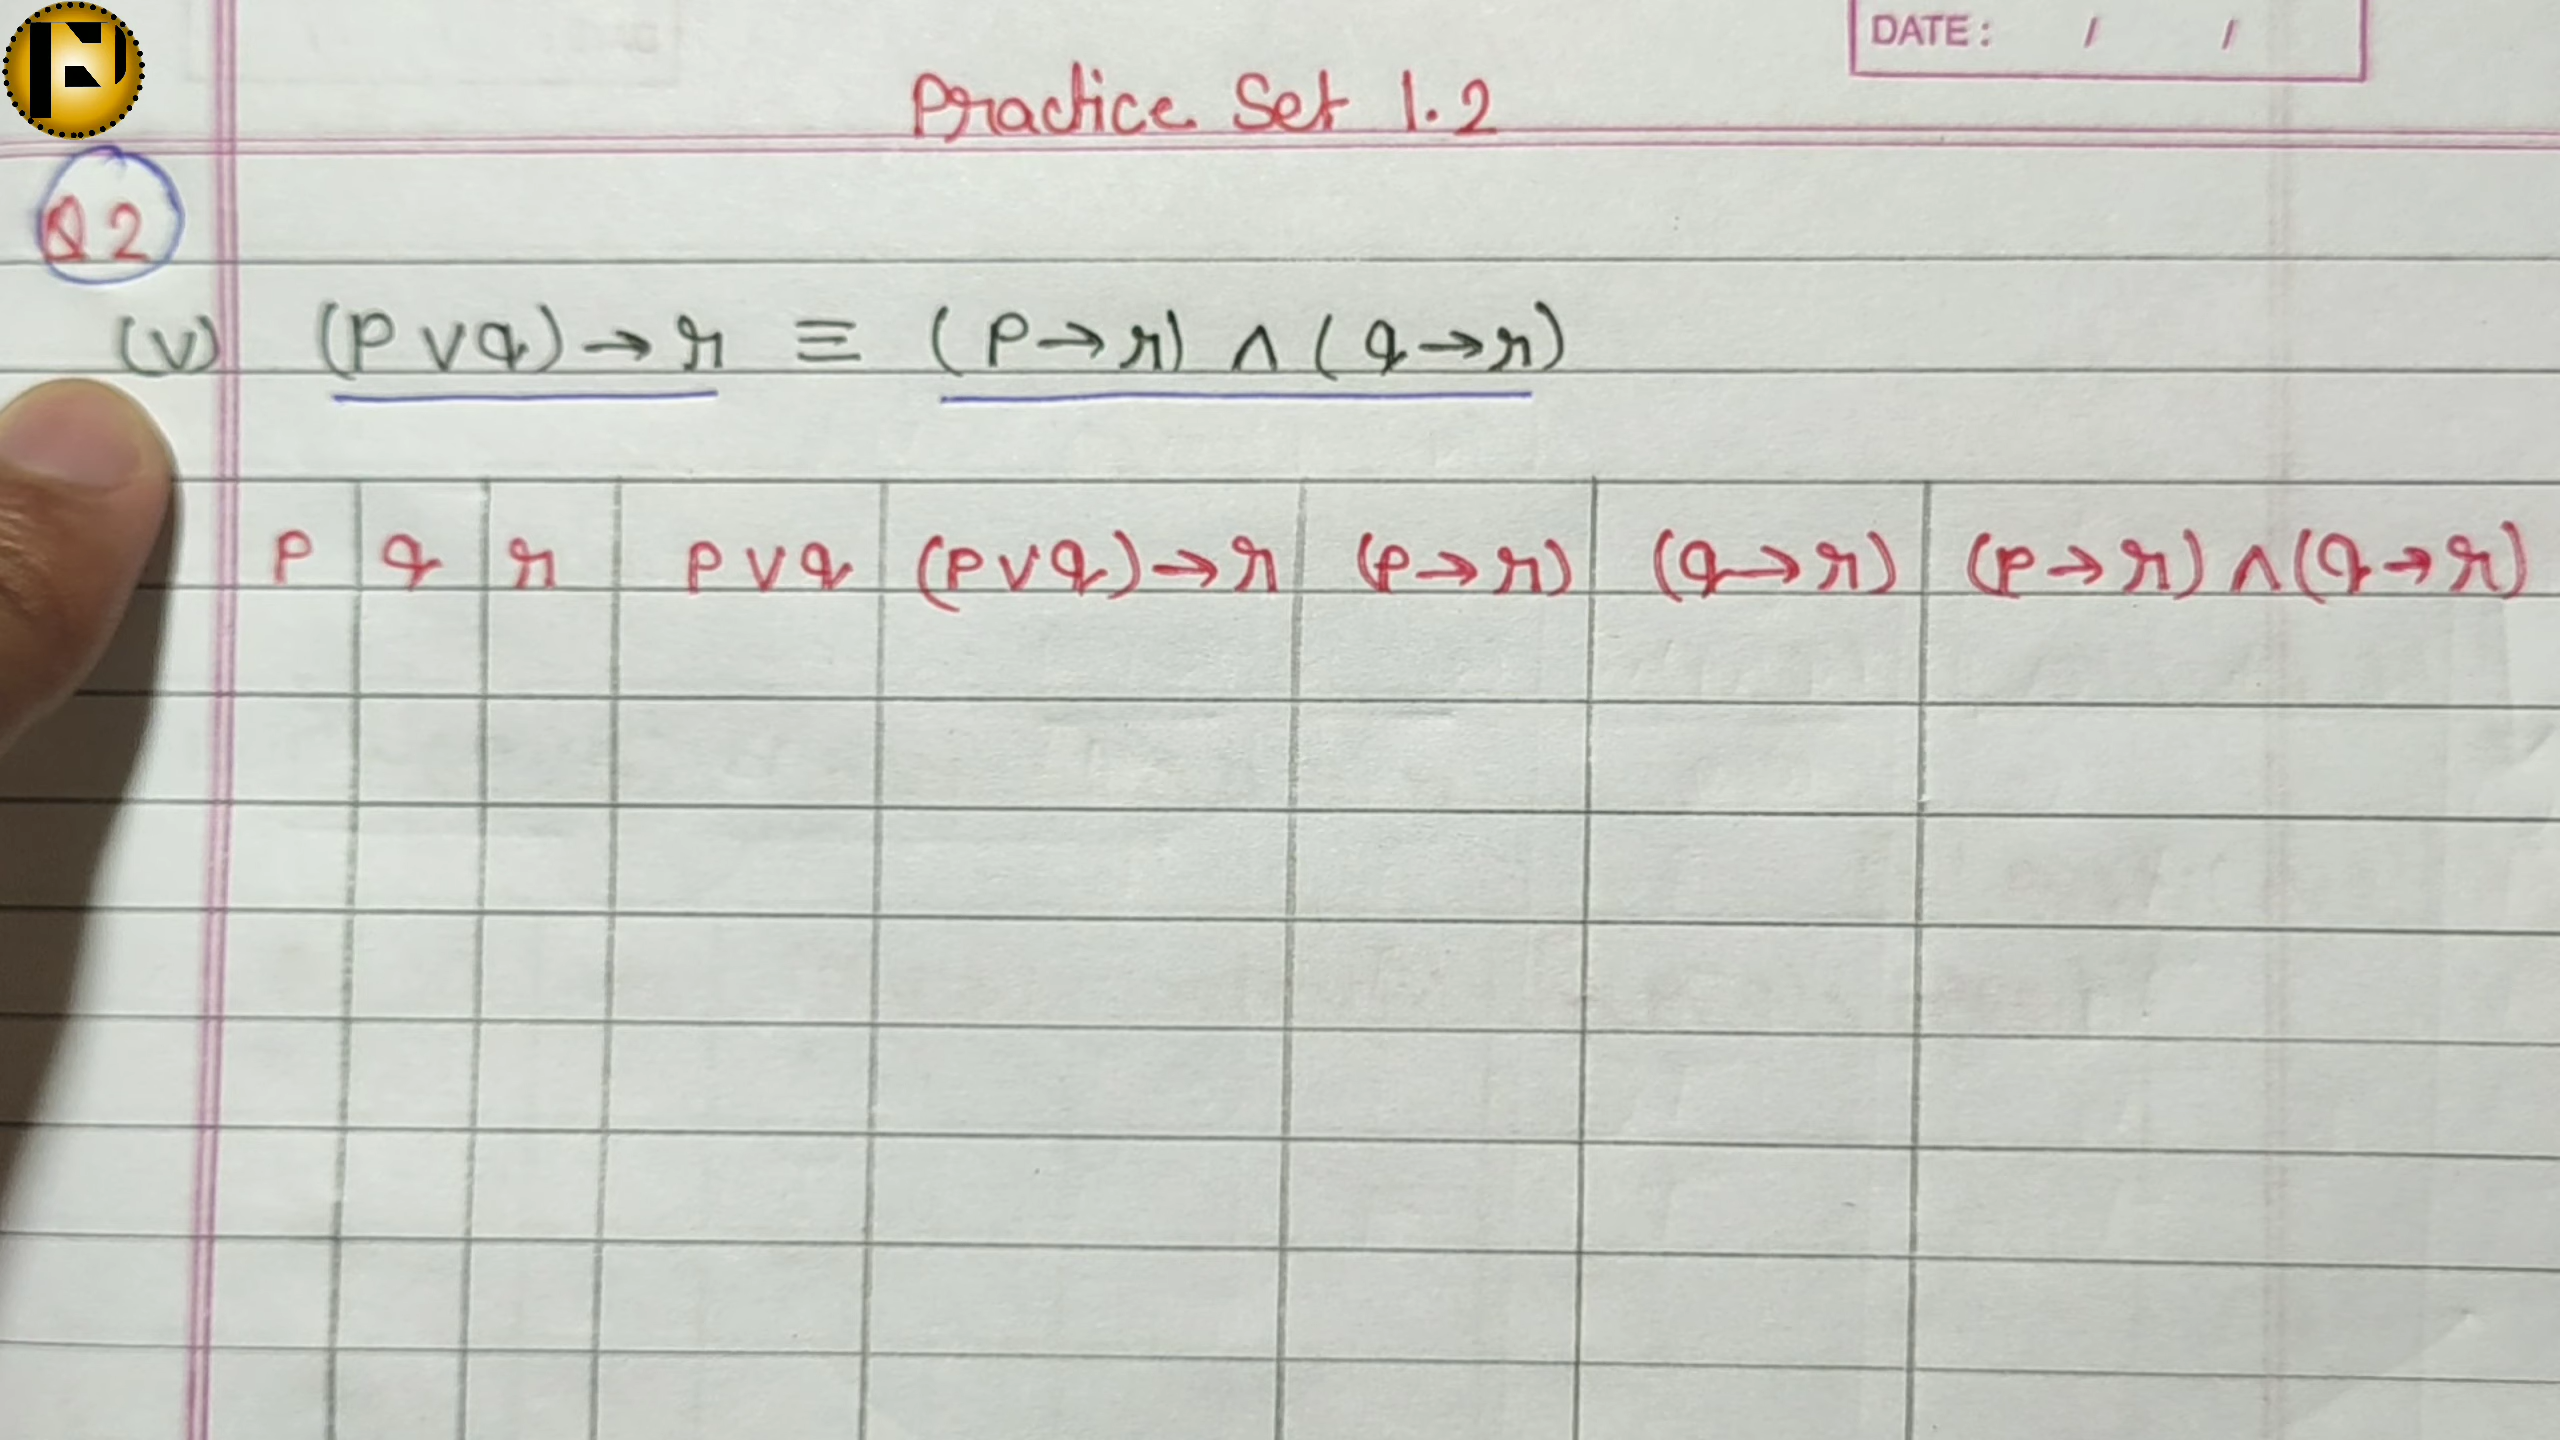 DATE: / /
Practice Set 1.2
Q2
(v) (p∨q)→r ≡ (p→r) ∧ (q→r)
p q r p∨q (p∨q)→r (p→r) (q→r) (p→r)∧(q→r)